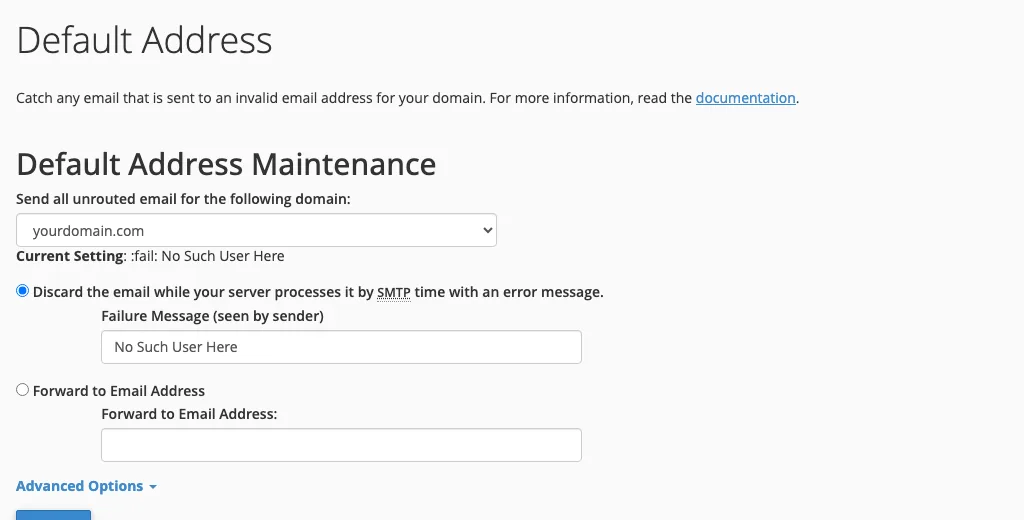 Default Address
Catch any email that is sent to an invalid email address for your domain. For more information, read the documentation.
Default Address Maintenance
Send all unrouted email for the following domain:
yourdomain.com
Current Setting: :fail: No Such User Here
Discard the email while your server processes it by SMTP time with an error message.
Failure Message (seen by sender)
No Such User Here
Forward to Email Address
Forward to Email Address:
Advanced Options